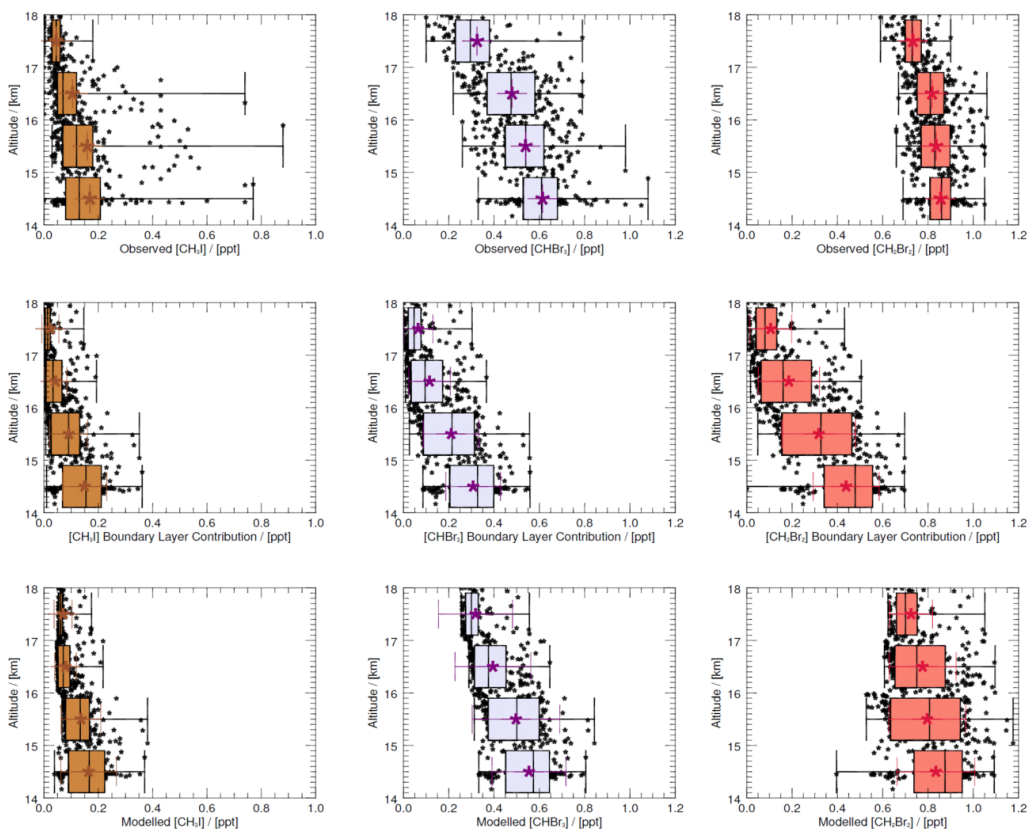 18
17
16
15
14
Altitude / [km]
0.0 0.2 0.4 0.6 0.8 1.0
Observed [CH₃I] / [ppt]
18
17
16
15
14
Altitude / [km]
0.0 0.2 0.4 0.6 0.8 1.0 1.2
Observed [CHBr₃] / [ppt]
18
17
16
15
14
Altitude / [km]
0.0 0.2 0.4 0.6 0.8 1.0 1.2
Observed [CH₂Br₂] / [ppt]
18
17
16
15
14
Altitude / [km]
0.0 0.2 0.4 0.6 0.8 1.0
[CH₃I] Boundary Layer Contribution / [ppt]
18
17
16
15
14
Altitude / [km]
0.0 0.2 0.4 0.6 0.8 1.0 1.2
[CHBr₃] Boundary Layer Contribution / [ppt]
18
17
16
15
14
Altitude / [km]
0.0 0.2 0.4 0.6 0.8 1.0 1.2
[CH₂Br₂] Boundary Layer Contribution / [ppt]
18
17
16
15
14
Altitude / [km]
0.0 0.2 0.4 0.6 0.8 1.0
Modelled [CH₃I] / [ppt]
18
17
16
15
14
Altitude / [km]
0.0 0.2 0.4 0.6 0.8 1.0 1.2
Modelled [CHBr₃] / [ppt]
18
17
16
15
14
Altitude / [km]
0.0 0.2 0.4 0.6 0.8 1.0 1.2
Modelled [CH₂Br₂] / [ppt]